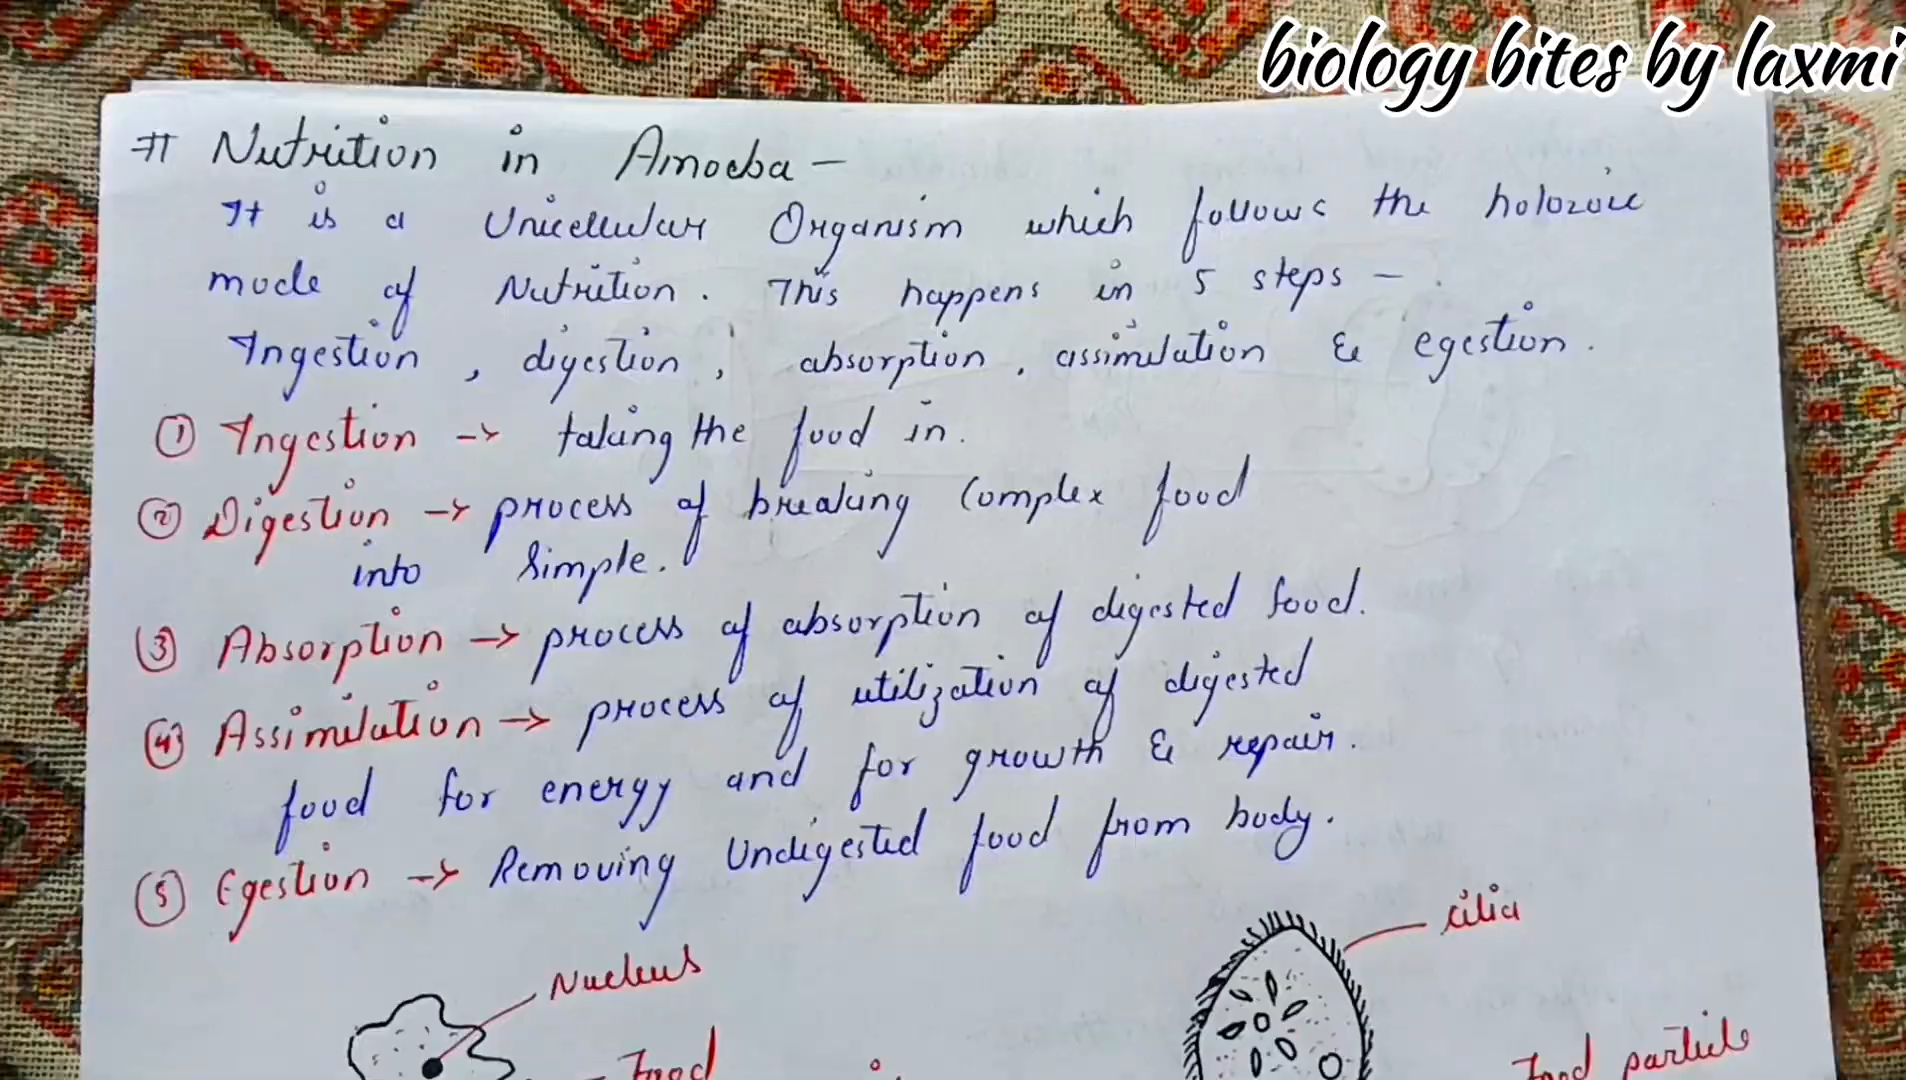 biology bites by laxmi
# Nutrition in Amoeba -
It is a Unicellular Organism which follows the holozoic
mode of Nutrition. This happens in 5 steps -
Ingestion, digestion, absorption, assimilation & egestion.
① Ingestion -> taking the food in.
② Digestion -> process of breaking Complex food
into simple.
③ Absorption -> process of absorption of digested food.
④ Assimilation -> process of utilization of digested
food for energy and for growth & repair.
⑤ Egestion -> Removing Undigested food from body.
cilia
Nucleus
Food
Food particle